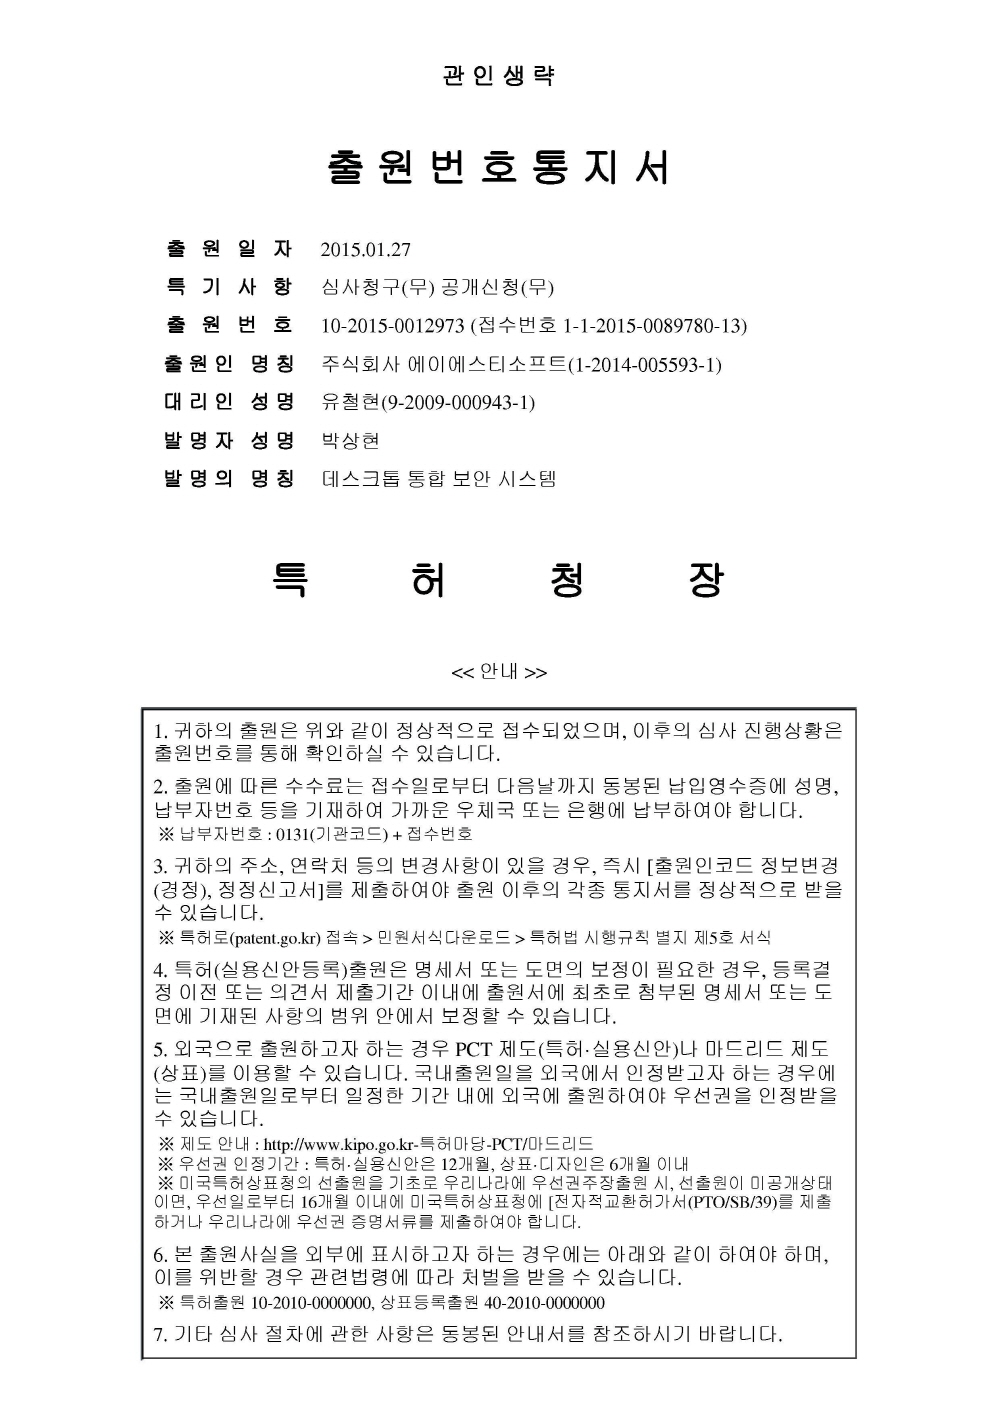 관 인 생 략
출 원 번 호 통 지 서
출 원 일 자 2015.01.27
특 기 사 항 심사청구(무) 공개신청(무)
출 원 번 호 10-2015-0012973 (접수번호 1-1-2015-0089780-13)
출 원 인 명 칭 주식회사 에이에스티소프트(1-2014-005593-1)
대 리 인 성 명 유철현(9-2009-000943-1)
발 명 자 성 명 박상현
발 명 의 명 칭 데스크톱 통합 보안 시스템
특 허 청 장
<< 안내 >>
1. 귀하의 출원은 위와 같이 정상적으로 접수되었으며, 이후의 심사 진행상황은
출원번호를 통해 확인하실 수 있습니다.
2. 출원에 따른 수수료는 접수일로부터 다음날까지 동봉된 납입영수증에 성명,
납부자번호 등을 기재하여 가까운 우체국 또는 은행에 납부하여야 합니다.
※ 납부자번호 : 0131(기관코드) + 접수번호
3. 귀하의 주소, 연락처 등의 변경사항이 있을 경우, 즉시 [출원인코드 정보변경
(경정), 정정신고서]를 제출하여야 출원 이후의 각종 통지서를 정상적으로 받을
수 있습니다.
※ 특허로(patent.go.kr) 접속 > 민원서식다운로드 > 특허법 시행규칙 별지 제5호 서식
4. 특허(실용신안등록)출원은 명세서 또는 도면의 보정이 필요한 경우, 등록결
정 이전 또는 의견서 제출기간 이내에 출원서에 최초로 첨부된 명세서 또는 도
면에 기재된 사항의 범위 안에서 보정할 수 있습니다.
5. 외국으로 출원하고자 하는 경우 PCT 제도(특허·실용신안)나 마드리드 제도
(상표)를 이용할 수 있습니다. 국내출원일을 외국에서 인정받고자 하는 경우에
는 국내출원일로부터 일정한 기간 내에 외국에 출원하여야 우선권을 인정받을
수 있습니다.
※ 제도 안내 : http://www.kipo.go.kr-특허마당-PCT/마드리드
※ 우선권 인정기간 : 특허·실용신안은 12개월, 상표·디자인은 6개월 이내
※ 미국특허상표청의 선출원을 기초로 우리나라에 우선권주장출원 시, 선출원이 미공개상태
이면, 우선일로부터 16개월 이내에 미국특허상표청에 [전자적교환허가서(PTO/SB/39)를 제출
하거나 우리나라에 우선권 증명서류를 제출하여야 합니다.
6. 본 출원사실을 외부에 표시하고자 하는 경우에는 아래와 같이 하여야 하며,
이를 위반할 경우 관련법령에 따라 처벌을 받을 수 있습니다.
※ 특허출원 10-2010-0000000, 상표등록출원 40-2010-0000000
7. 기타 심사 절차에 관한 사항은 동봉된 안내서를 참조하시기 바랍니다.